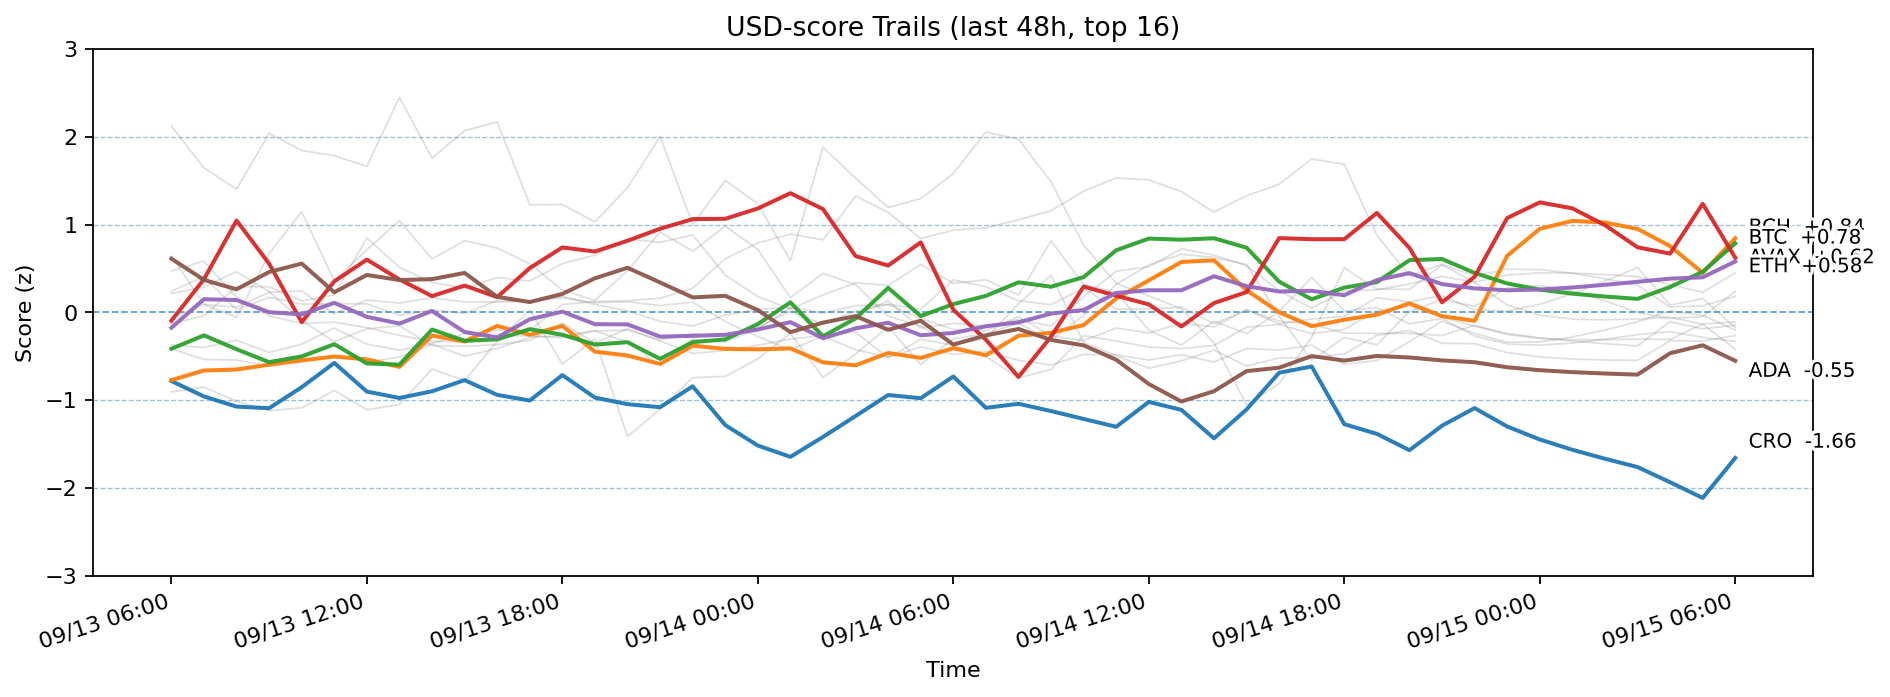 USD-score Trails (last 48h, top 16)
Score (z)
3
2
1
0
−1
−2
−3
BCH +0.84
BTC +0.78
AVAX +0.62
ETH +0.58
ADA -0.55
CRO -1.66
09/13 06:00
09/13 12:00
09/13 18:00
09/14 00:00
09/14 06:00
09/14 12:00
09/14 18:00
09/15 00:00
09/15 06:00
Time